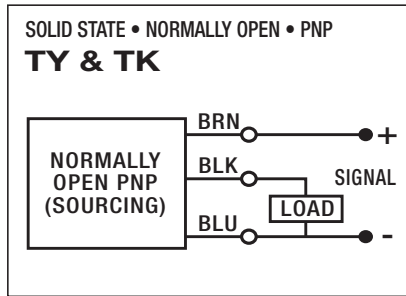 SOLID STATE • NORMALLY OPEN • PNP
TY & TK
BRN
+
NORMALLY
OPEN PNP
(SOURCING)
BLK
SIGNAL
LOAD
BLU
-